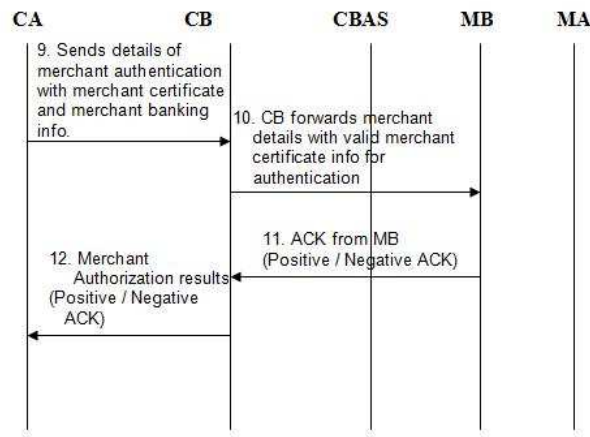 CA CB CBAS MB MA
9. Sends details of
merchant authentication
with merchant certificate
and merchant banking
info.
10. CB forwards merchant
details with valid merchant
certificate info for
authentication
11. ACK from MB
(Positive / Negative ACK)
12. Merchant
Authorization results
(Positive / Negative
ACK)